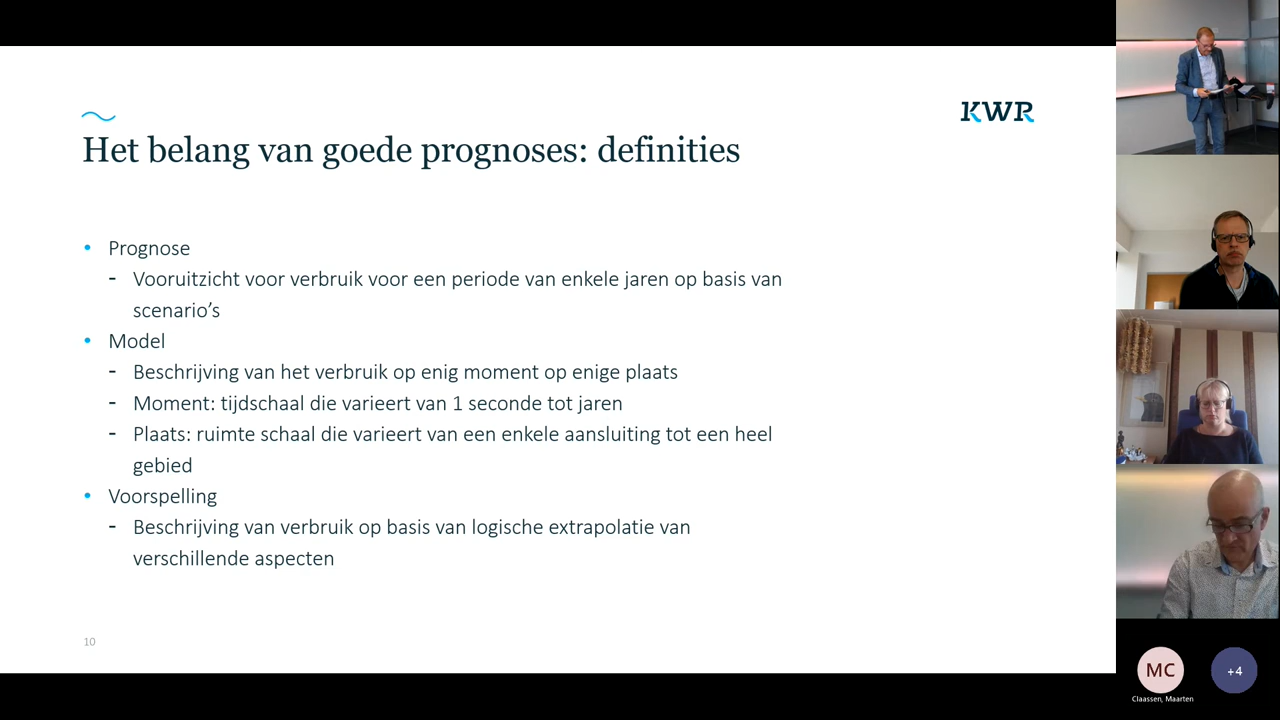 KWR
Het belang van goede prognoses: definities
• Prognose
- Vooruitzicht voor verbruik voor een periode van enkele jaren op basis van
scenario’s
• Model
- Beschrijving van het verbruik op enig moment op enige plaats
- Moment: tijdschaal die varieert van 1 seconde tot jaren
- Plaats: ruimte schaal die varieert van een enkele aansluiting tot een heel
gebied
• Voorspelling
- Beschrijving van verbruik op basis van logische extrapolatie van
verschillende aspecten
10
MC
+4
Claassen, Maarten